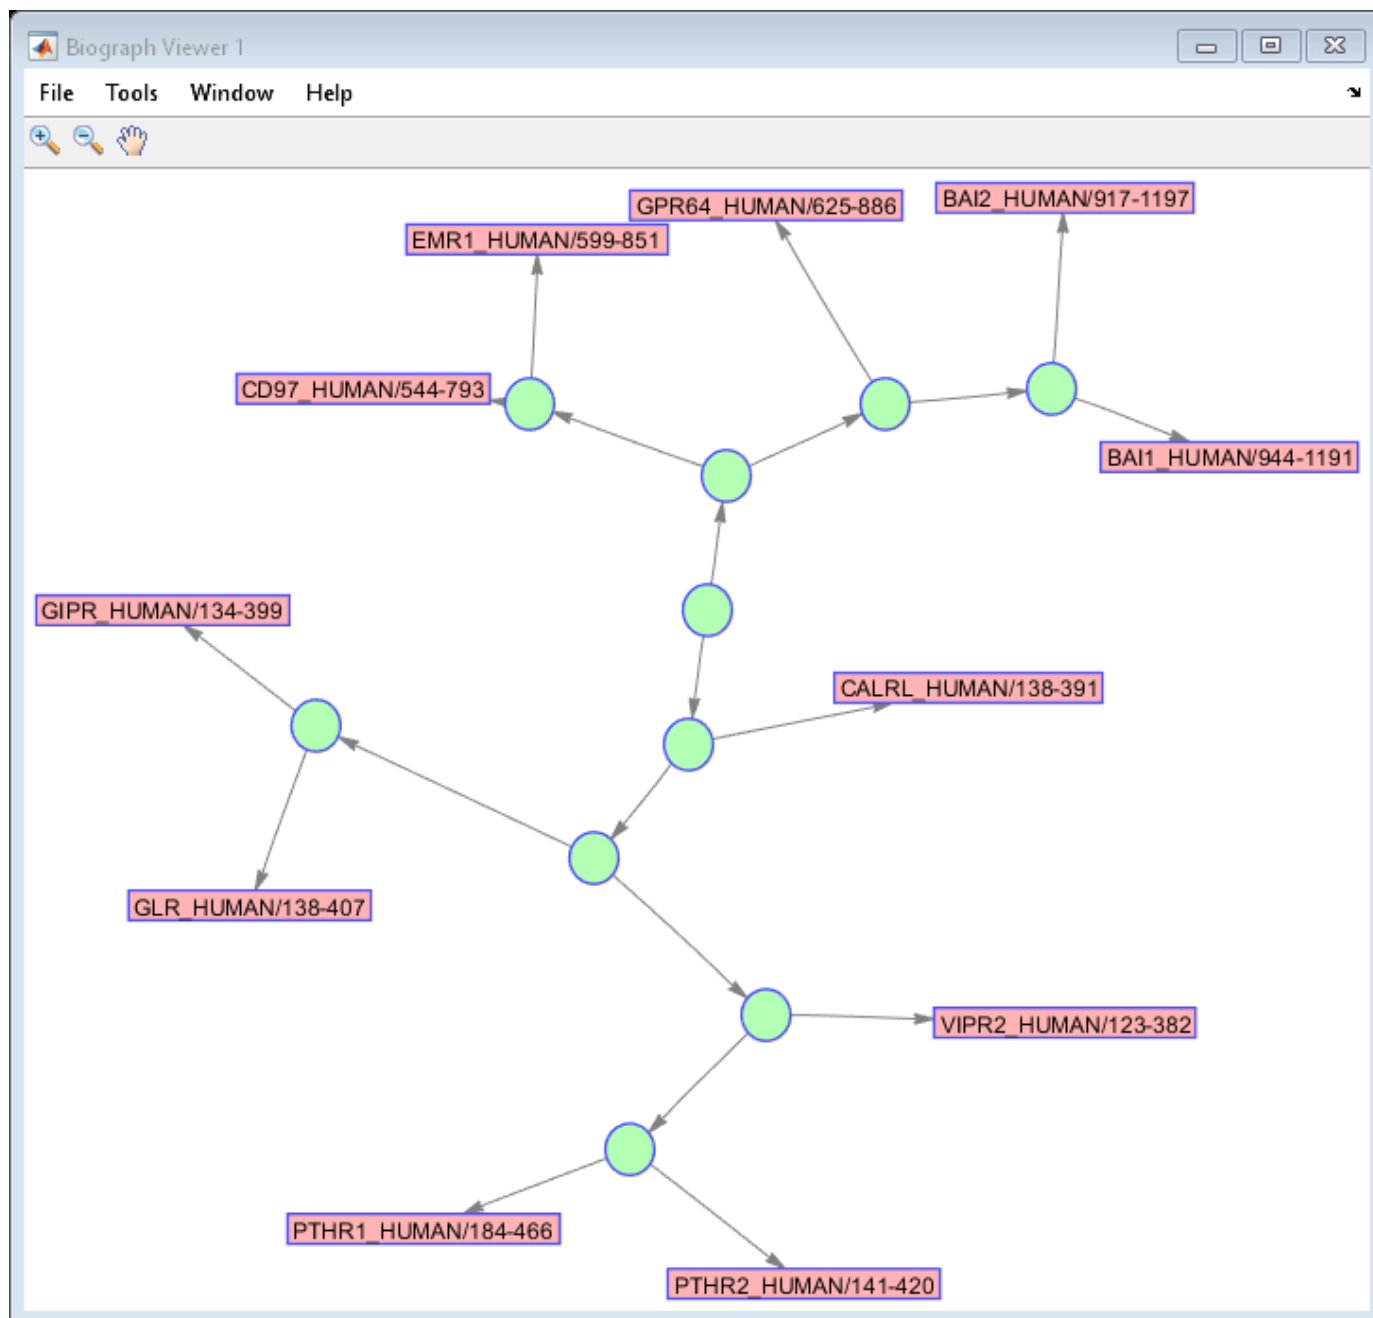 Biograph Viewer 1
File Tools Window Help
GPR64_HUMAN/625-886
BAI2_HUMAN/917-1197
EMR1_HUMAN/599-851
CD97_HUMAN/544-793
BAI1_HUMAN/944-1191
GIPR_HUMAN/134-399
CALRL_HUMAN/138-391
GLR_HUMAN/138-407
VIPR2_HUMAN/123-382
PTHR1_HUMAN/184-466
PTHR2_HUMAN/141-420